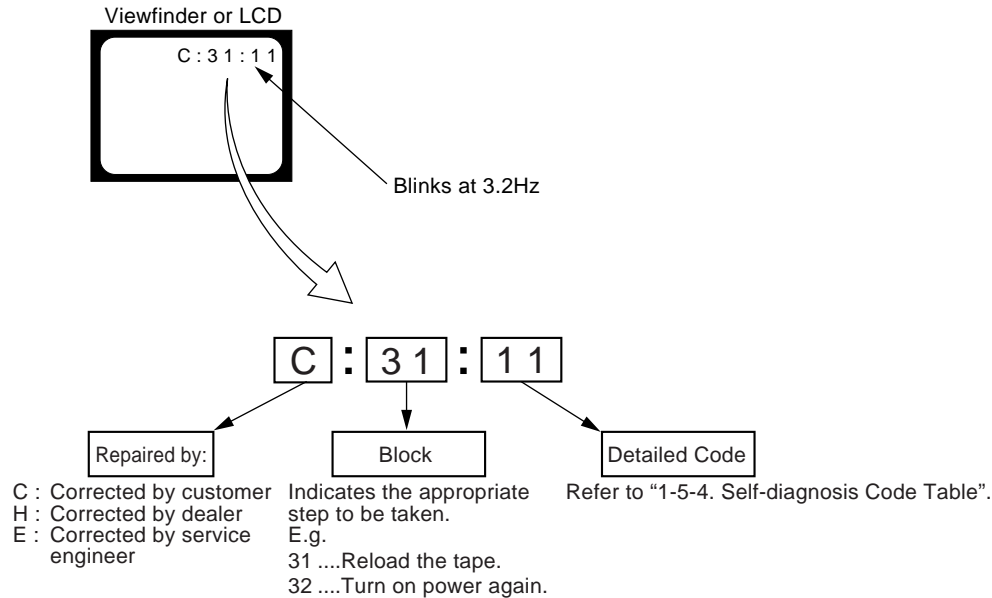 Viewfinder or LCD
C : 3 1 : 1 1
Blinks at 3.2Hz
C : 3 1 : 1 1
Repaired by:
C : Corrected by customer
H : Corrected by dealer
E : Corrected by service
engineer
Block
Indicates the appropriate
step to be taken.
E.g.
31 ....Reload the tape.
32 ....Turn on power again.
Detailed Code
Refer to “1-5-4. Self-diagnosis Code Table”.